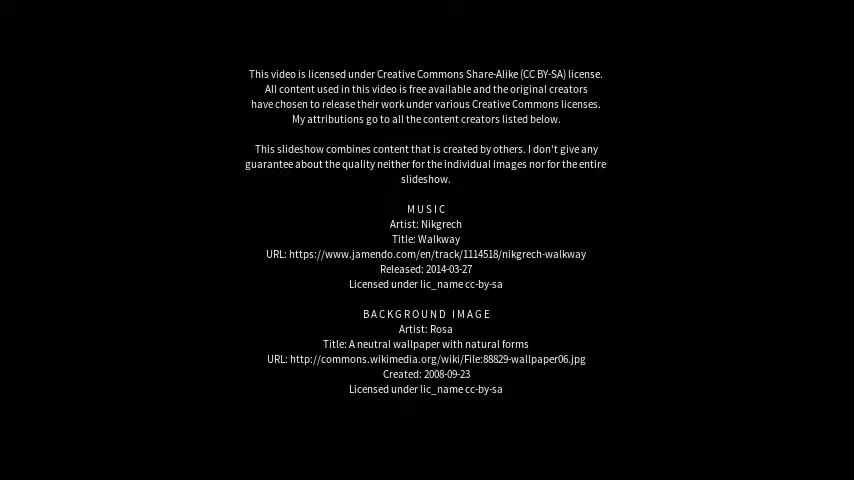 This video is licensed under Creative Commons Share-Alike (CC BY-SA) license.
All content used in this video is free available and the original creators
have chosen to release their work under various Creative Commons licenses.
My attributions go to all the content creators listed below.
This slideshow combines content that is created by others. I don't give any
guarantee about the quality neither for the individual images nor for the entire
slideshow.
MUSIC
Artist: Nikgrech
Title: Walkway
URL: https://www.jamendo.com/en/track/1114518/nikgrech-walkway
Released: 2014-03-27
Licensed under lic_name cc-by-sa
BACKGROUND IMAGE
Artist: Rosa
Title: A neutral wallpaper with natural forms
URL: http://commons.wikimedia.org/wiki/File:88829-wallpaper06.jpg
Created: 2008-09-23
Licensed under lic_name cc-by-sa